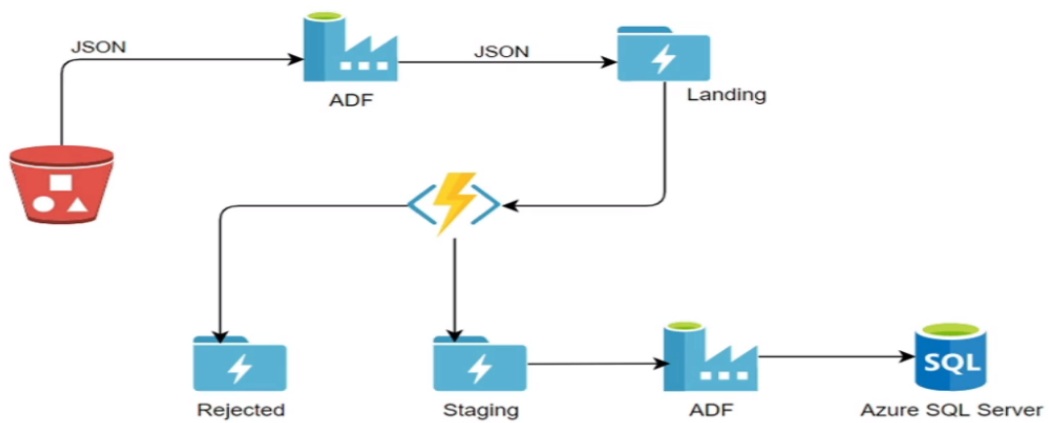 JSON
JSON
ADF
Landing
SQL
Rejected
Staging
ADF
Azure SQL Server